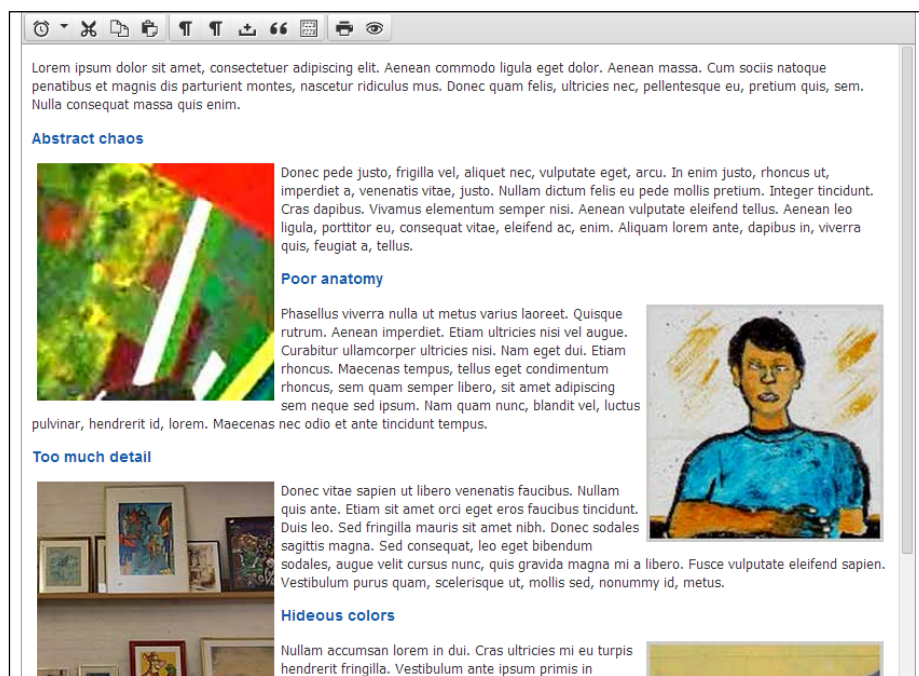 Lorem ipsum dolor sit amet, consectetuer adipiscing elit. Aenean commodo ligula eget dolor. Aenean massa. Cum sociis natoque
penatibus et magnis dis parturient montes, nascetur ridiculus mus. Donec quam felis, ultricies nec, pellentesque eu, pretium quis, sem.
Nulla consequat massa quis enim.
Abstract chaos
Donec pede justo, frigilla vel, aliquet nec, vulputate eget, arcu. In enim justo, rhoncus ut,
imperdiet a, venenatis vitae, justo. Nullam dictum felis eu pede mollis pretium. Integer tincidunt.
Cras dapibus. Vivamus elementum semper nisi. Aenean vulputate eleifend tellus. Aenean leo
ligula, porttitor eu, consequat vitae, eleifend ac, enim. Aliquam lorem ante, dapibus in, viverra
quis, feugiat a, tellus.
Poor anatomy
Phasellus viverra nulla ut metus varius laoreet. Quisque
rutrum. Aenean imperdiet. Etiam ultricies nisi vel augue.
Curabitur ullamcorper ultricies nisi. Nam eget dui. Etiam
rhoncus. Maecenas tempus, tellus eget condimentum
rhoncus, sem quam semper libero, sit amet adipiscing
sem neque sed ipsum. Nam quam nunc, blandit vel, luctus
pulvinar, hendrerit id, lorem. Maecenas nec odio et ante tincidunt tempus.
Too much detail
Donec vitae sapien ut libero venenatis faucibus. Nullam
quis ante. Etiam sit amet orci eget eros faucibus tincidunt.
Duis leo. Sed fringilla mauris sit amet nibh. Donec sodales
sagittis magna. Sed consequat, leo eget bibendum
sodales, augue velit cursus nunc, quis gravida magna mi a libero. Fusce vulputate eleifend sapien.
Vestibulum purus quam, scelerisque ut, mollis sed, nonummy id, metus.
Hideous colors
Nullam accumsan lorem in dui. Cras ultricies mi eu turpis
hendrerit fringilla. Vestibulum ante ipsum primis in